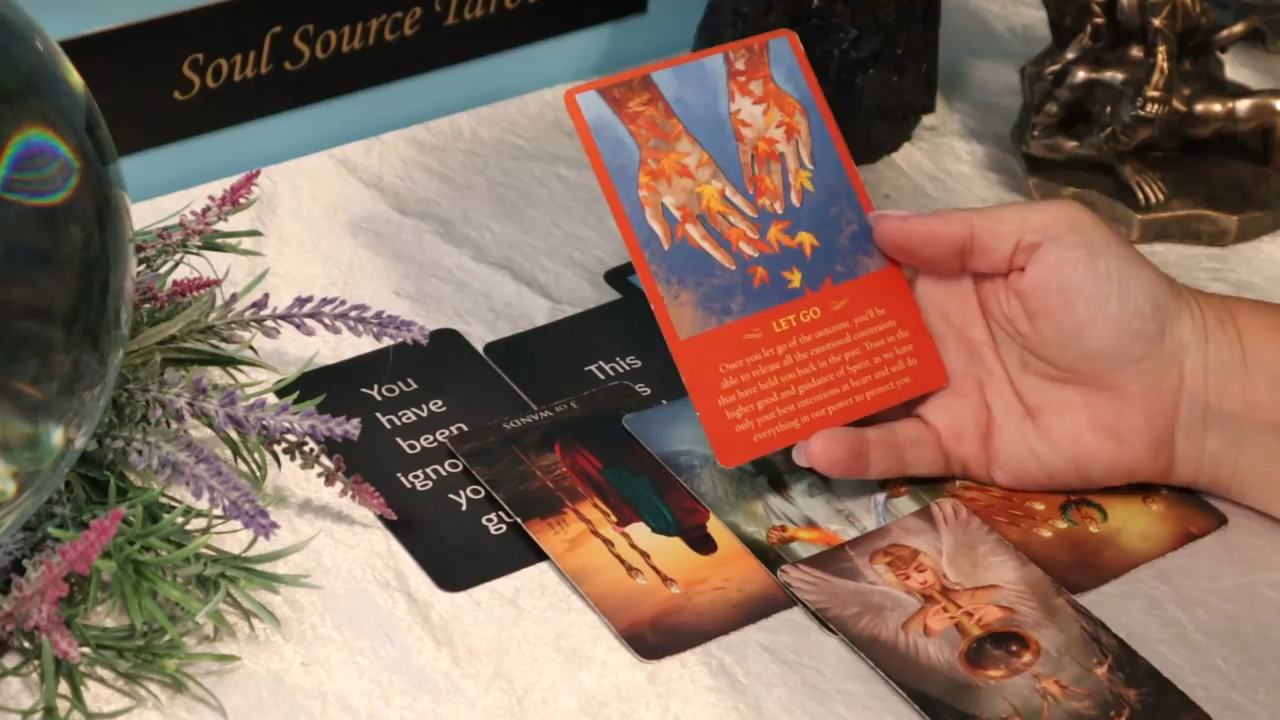 Soul Source Tarot
LET GO
Once you let go of the outcome, you'll be
able to release all the emotional constraints
that have held you back in the past. Trust in the
higher good and guidance of Spirit, as we have
only your best intentions at heart and will do
everything in our power to protect you.
You
have
been
This
3 OF WANDS